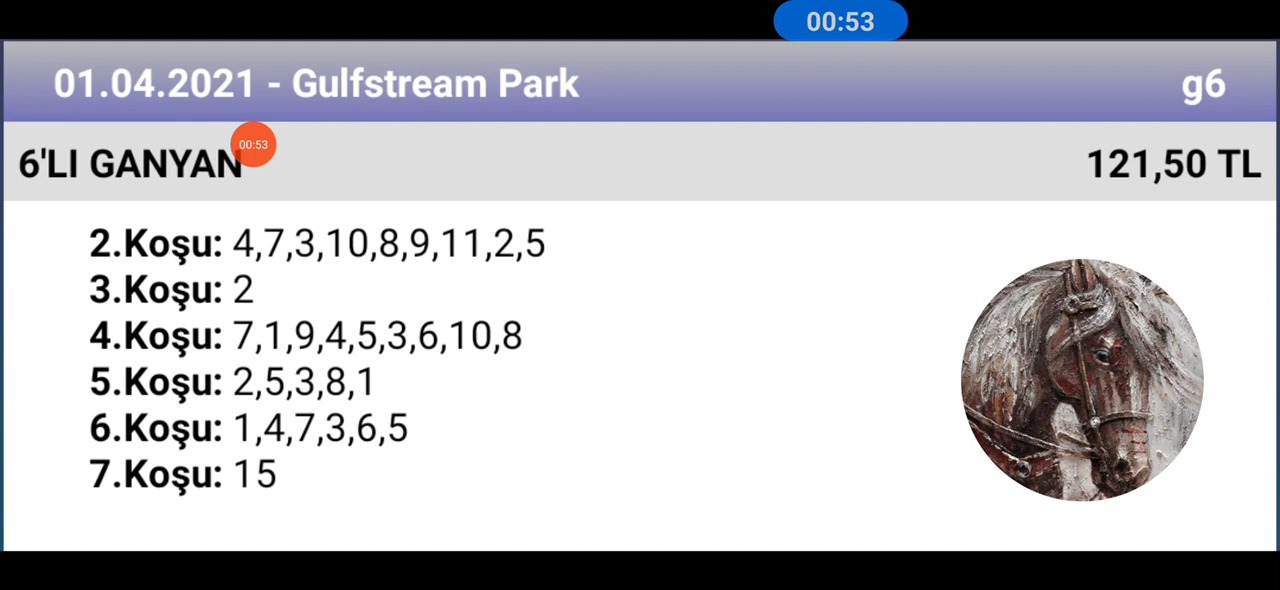 00:53
01.04.2021 - Gulfstream Park g6
00:53
6'LI GANYAN 121,50 TL
2.Koşu: 4,7,3,10,8,9,11,2,5
3.Koşu: 2
4.Koşu: 7,1,9,4,5,3,6,10,8
5.Koşu: 2,5,3,8,1
6.Koşu: 1,4,7,3,6,5
7.Koşu: 15